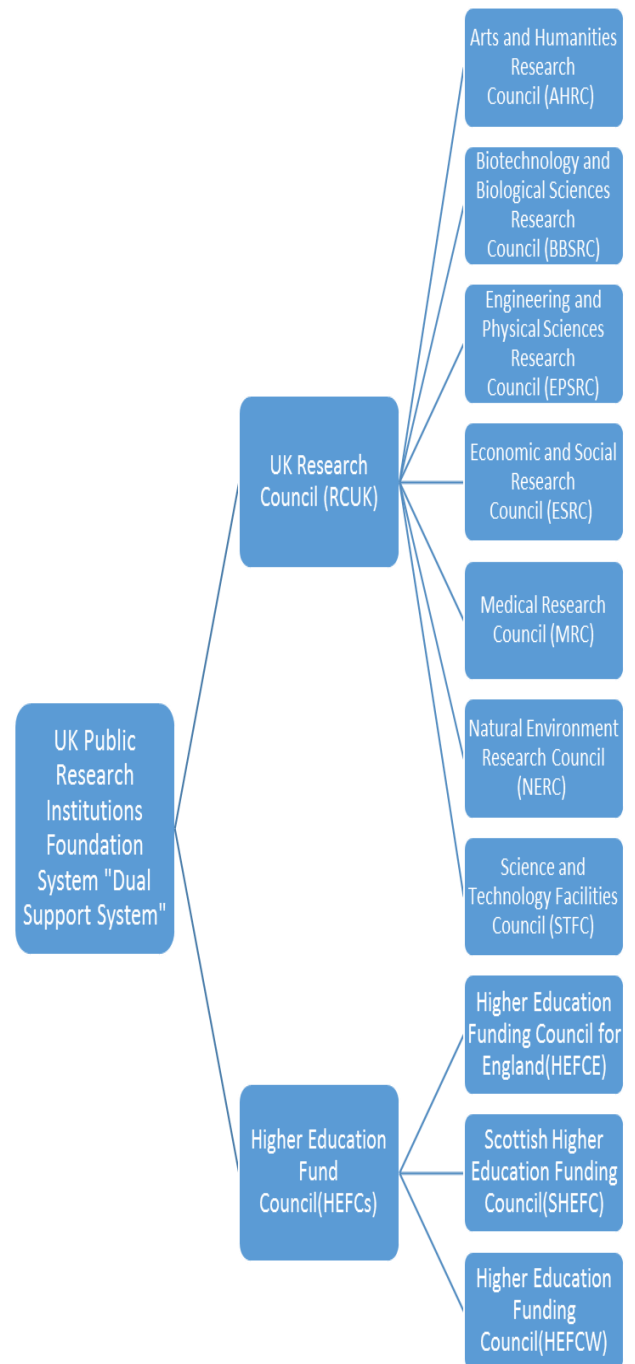 UK Public
Research
Institutions
Foundation
System "Dual
Support System"
UK Research
Council (RCUK)
Arts and Humanities
Research
Council (AHRC)
Biotechnology and
Biological Sciences
Research
Council (BBSRC)
Engineering and
Physical Sciences
Research
Council (EPSRC)
Economic and Social
Research
Council (ESRC)
Medical Research
Council (MRC)
Natural Environment
Research Council
(NERC)
Science and
Technology Facilities
Council (STFC)
Higher Education
Fund
Council(HEFCs)
Higher Education
Funding Council for
England(HEFCE)
Scottish Higher
Education Funding
Council(SHEFC)
Higher Education
Funding
Council(HEFCW)